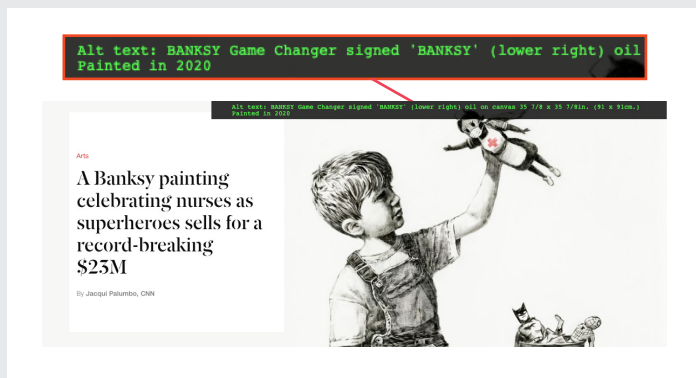 Alt text: BANKSY Game Changer signed 'BANKSY' (lower right) oil
Painted in 2020
Alt text: BANKSY Game Changer signed 'BANKSY' (lower right) oil on canvas 35 7/8 x 35 7/8in. (91 x 91cm.)
Painted in 2020
Arts
A Banksy painting
celebrating nurses as
superheroes sells for a
record-breaking
$23M
By Jacqui Palumbo, CNN